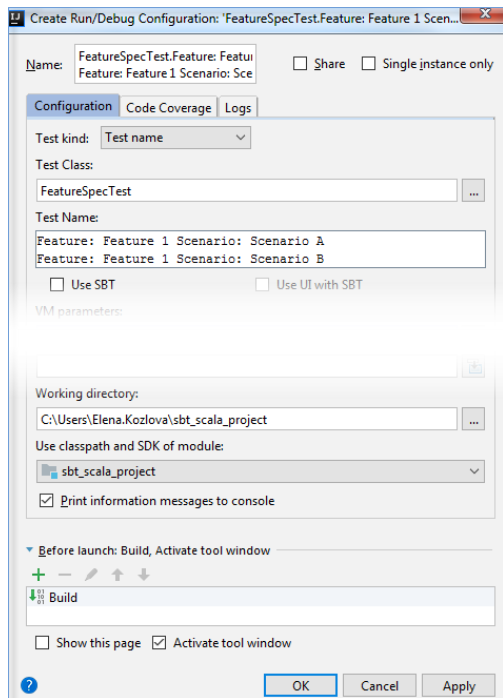 Create Run/Debug Configuration: 'FeatureSpecTest.Feature: Feature 1 Scen...
Name:
FeatureSpecTest.Feature: Featur
Feature: Feature 1 Scenario: Sce
Share
Single instance only
Configuration
Code Coverage
Logs
Test kind:
Test name
Test Class:
FeatureSpecTest
...
Test Name:
Feature: Feature 1 Scenario: Scenario A
Feature: Feature 1 Scenario: Scenario B
Use SBT
Use UI with SBT
VM parameters:
Working directory:
C:\Users\Elena.Kozlova\sbt_scala_project
...
Use classpath and SDK of module:
sbt_scala_project
Print information messages to console
Before launch: Build, Activate tool window
Build
Show this page
Activate tool window
?
OK
Cancel
Apply